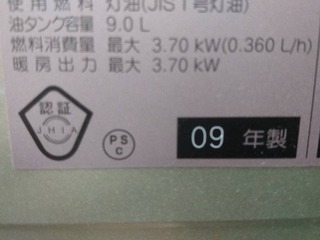 使用燃料 灯油(JIS1号灯油)
油タンク容量 9.0L
燃料消費量 最大 3.70 kW(0.360 L/h)
暖房出力 最大 3.70 kW
認証
JHIA
PS
C
09 年製